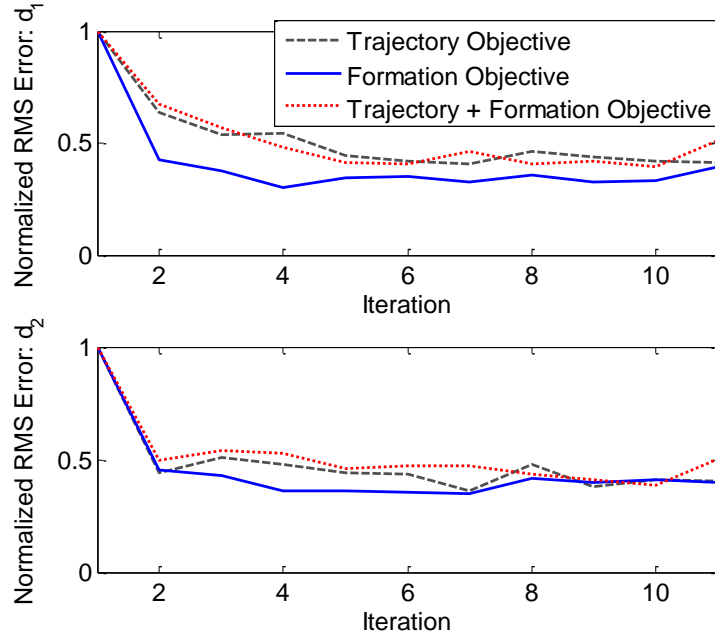 Normalized RMS Error: d1
1
0.5
0
Trajectory Objective
Formation Objective
Trajectory + Formation Objective
2 4 6 8 10
Iteration
Normalized RMS Error: d2
1
0.5
0
2 4 6 8 10
Iteration